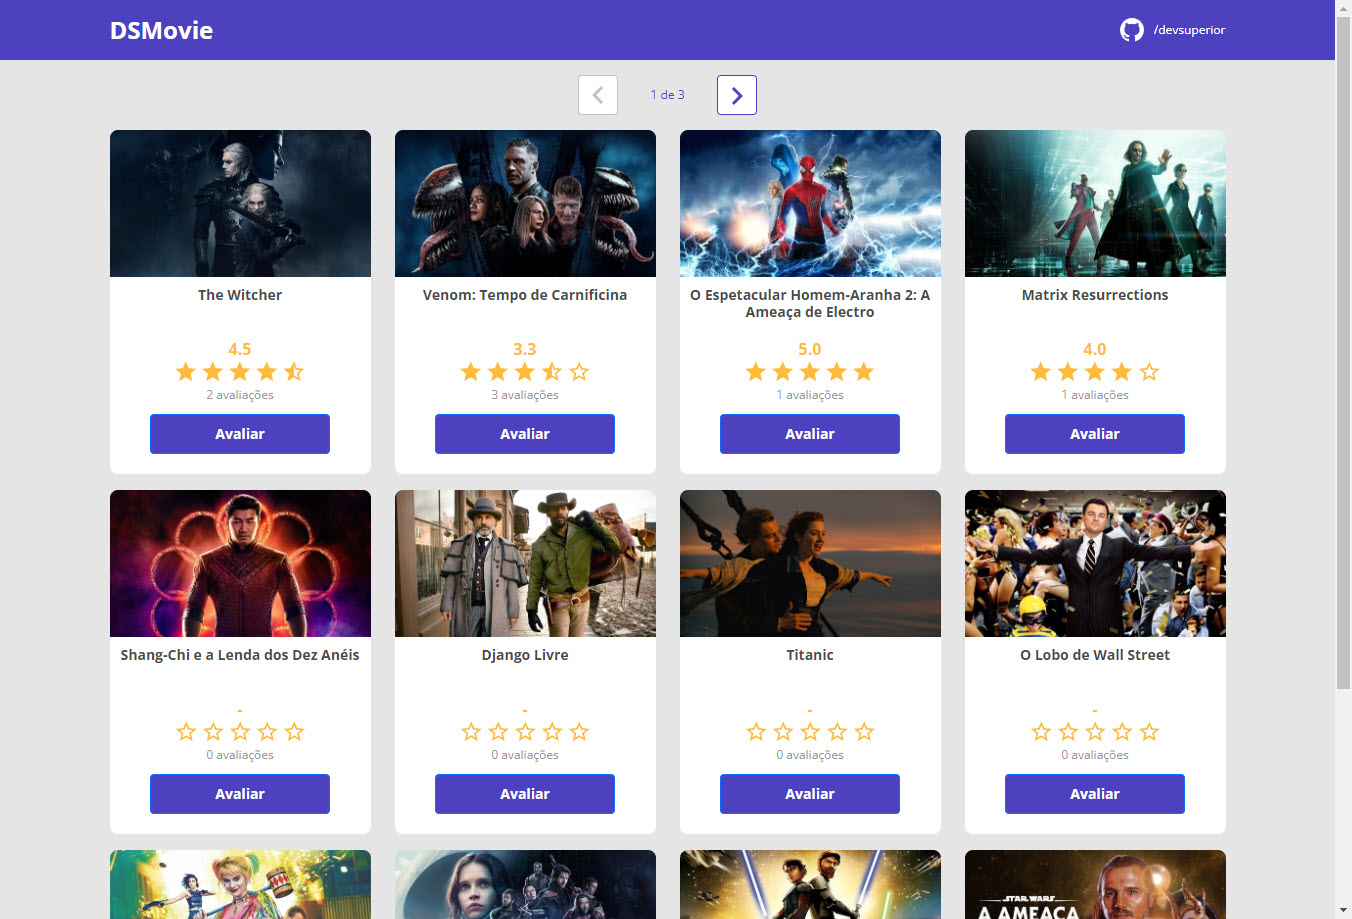 DSMovie
/devsuperior
1 de 3
The Witcher
4.5
2 avaliações
Avaliar
Venom: Tempo de Carnificina
3.3
3 avaliações
Avaliar
O Espetacular Homem-Aranha 2: A
Ameaça de Electro
5.0
1 avaliações
Avaliar
Matrix Resurrections
4.0
1 avaliações
Avaliar
Shang-Chi e a Lenda dos Dez Anéis
-
0 avaliações
Avaliar
Django Livre
-
0 avaliações
Avaliar
Titanic
-
0 avaliações
Avaliar
O Lobo de Wall Street
-
0 avaliações
Avaliar
STAR WARS
A AMEAÇA